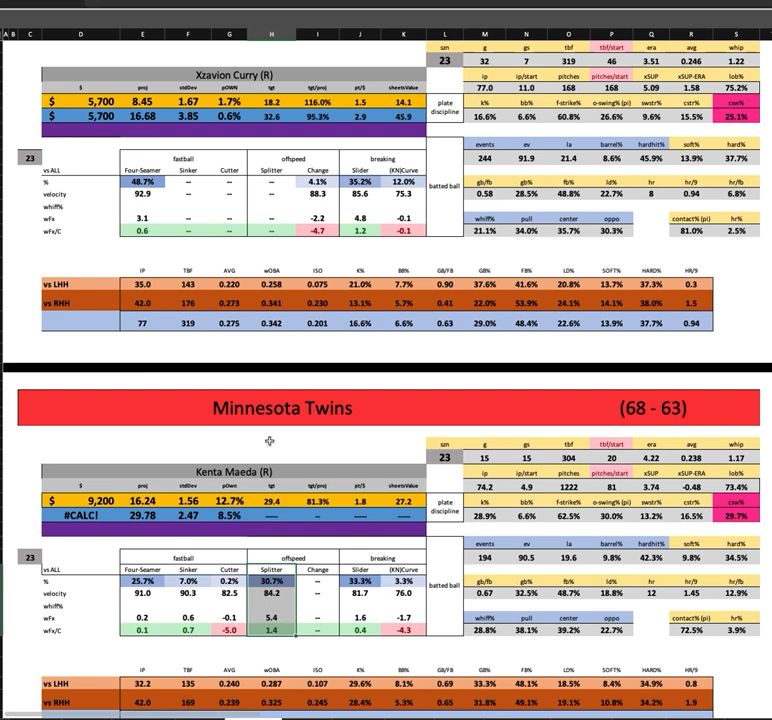 A B C D E F G H I J K L M N O P Q R S
szn g gs tbf tbf/start era avg whip
23 32 7 319 46 3.51 0.246 1.22
Xzavion Curry (R) ip ip/start pitches pitches/start xSUP xSUP-ERA lob%
$ proj stdDev pOWN tgt tgt/proj pt/$ sheetsValue 77.0 11.0 168 168 5.09 1.58 75.2%
$ 5,700 8.45 1.67 1.7% 18.2 116.0% 1.5 14.1 plate discipline k% bb% f-strike% o-swing% (pi) swstr% cstr% csw%
$ 5,700 16.68 3.85 0.6% 32.6 95.3% 2.9 45.9 16.6% 6.6% 60.8% 26.6% 9.6% 15.5% 25.1%
events ev la barrel% hardhit% soft% hard%
23 fastball offspeed breaking 244 91.9 21.4 8.6% 45.9% 13.9% 37.7%
vs ALL Four-Seamer Sinker Cutter Splitter Change Slider (KN)Curve
% 48.7% -- -- -- 4.1% 35.2% 12.0% batted ball gb/fb gb% fb% ld% hr hr/9 hr/fb
velocity 92.9 -- -- -- 88.3 85.6 75.3 0.58 28.5% 48.8% 22.7% 8 0.94 6.8%
whiff%
wFx 3.1 -- -- -- -2.2 4.8 -0.1 whiff% pull center oppo contact% (pi) hr%
wFx/C 0.6 -- -- -- -4.7 1.2 -0.1 21.1% 34.0% 35.7% 30.3% 81.0% 2.5%
IP TBF AVG wOBA ISO K% BB% GB/FB GB% FB% LD% SOFT% HARD% HR/9
vs LHH 35.0 143 0.220 0.258 0.075 21.0% 7.7% 0.90 37.3% 41.6% 20.8% 13.7% 37.3% 0.3
vs RHH 42.0 176 0.273 0.341 0.230 13.1% 5.7% 0.41 22.0% 53.9% 24.1% 14.1% 38.0% 1.5
77 319 0.275 0.342 0.201 16.6% 6.6% 0.63 29.0% 48.4% 22.6% 13.9% 37.7% 0.94
Minnesota Twins (68 - 63)
szn g gs tbf tbf/start era avg whip
23 15 15 304 20 4.22 0.238 1.17
Kenta Maeda (R) ip ip/start pitches pitches/start xSUP xSUP-ERA lob%
$ proj stdDev pOWN tgt tgt/proj pt/$ sheetsValue 74.2 4.9 1222 81 3.74 -0.48 73.4%
$ 9,200 16.24 1.56 12.7% 29.4 81.3% 1.8 27.2 plate discipline k% bb% f-strike% o-swing% (pi) swstr% cstr% csw%
#CALC! 29.78 2.47 8.5% ---- ---- ---- ---- 28.9% 6.6% 62.5% 30.0% 13.2% 16.5% 29.7%
events ev la barrel% hardhit% soft% hard%
23 fastball offspeed breaking 194 90.5 19.6 9.8% 42.3% 9.8% 34.5%
vs ALL Four-Seamer Sinker Cutter Splitter Change Slider (KN)Curve
% 25.7% 7.0% 0.2% 30.7% -- 33.3% 3.3% batted ball gb/fb gb% fb% ld% hr hr/9 hr/fb
velocity 91.0 90.3 82.5 84.2 -- 81.7 76.0 0.67 32.5% 48.7% 18.8% 12 1.45 12.9%
whiff%
wFx 0.2 0.6 -0.1 5.4 -- 1.6 -1.7 whiff% pull center oppo contact% (pi) hr%
wFx/C 0.1 0.7 -5.0 1.4 -- 0.4 -4.3 28.8% 38.1% 39.2% 22.7% 72.5% 3.9%
IP TBF AVG wOBA ISO K% BB% GB/FB GB% FB% LD% SOFT% HARD% HR/9
vs LHH 32.2 135 0.240 0.287 0.107 29.6% 8.1% 0.69 33.3% 48.1% 18.5% 8.4% 34.9% 0.8
vs RHH 42.0 169 0.239 0.325 0.245 28.4% 5.3% 0.65 31.8% 49.1% 19.1% 10.8% 34.2% 1.9